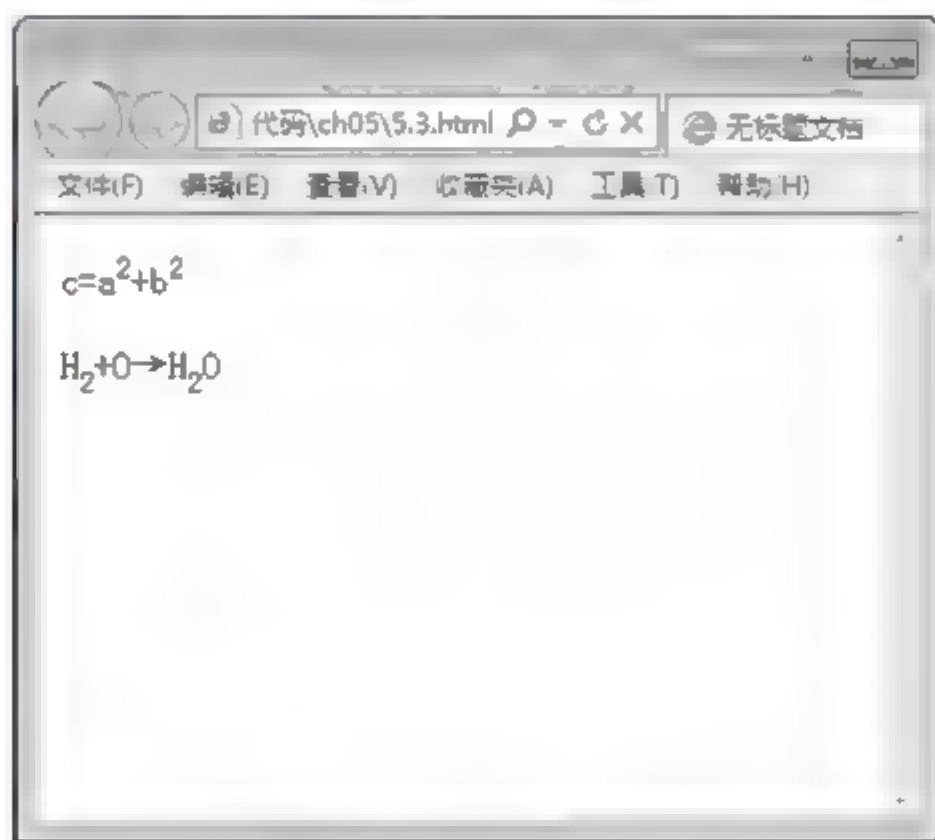 代码\ch05\5.3.html
无标题文档
文件(F) 编辑(E) 查看(V) 收藏夹(A) 工具(T) 帮助(H)
c=a²+b²
H₂+O→H₂O